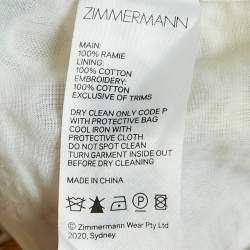 ZIMMERMANN
MAIN:
100% RAMIE
LINING:
100% COTTON
EMBROIDERY:
100% COTTON
EXCLUSIVE OF TRIMS
DRY CLEAN ONLY CODE P
WITH PROTECTIVE BAG
COOL IRON WITH
PROTECTIVE CLOTH
DO NOT SPOT CLEAN
TURN GARMENT INSIDE OUT
BEFORE DRY CLEANING
MADE IN CHINA
P
© Zimmermann Wear Pty Ltd
2020, Sydney.